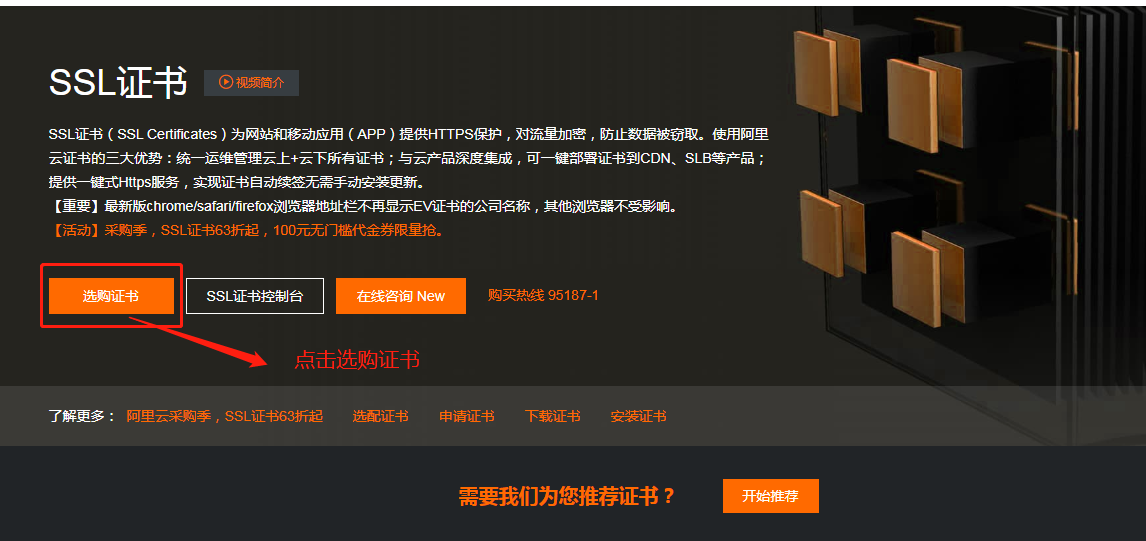 SSL证书 视频简介
SSL证书（SSL Certificates）为网站和移动应用（APP）提供HTTPS保护，对流量加密，防止数据被窃取。使用阿里
云证书的三大优势：统一运维管理云上+云下所有证书；与云产品深度集成，可一键部署证书到CDN、SLB等产品；
提供一键式Https服务，实现证书自动续签无需手动安装更新。
【重要】最新版chrome/safari/firefox浏览器地址栏不再显示EV证书的公司名称，其他浏览器不受影响。
【活动】采购季，SSL证书63折起，100元无门槛代金券限量抢。
选购证书 SSL证书控制台 在线咨询 New 购买热线 95187-1
点击选购证书
了解更多： 阿里云采购季，SSL证书63折起 选配证书 申请证书 下载证书 安装证书
需要我们为您推荐证书？ 开始推荐